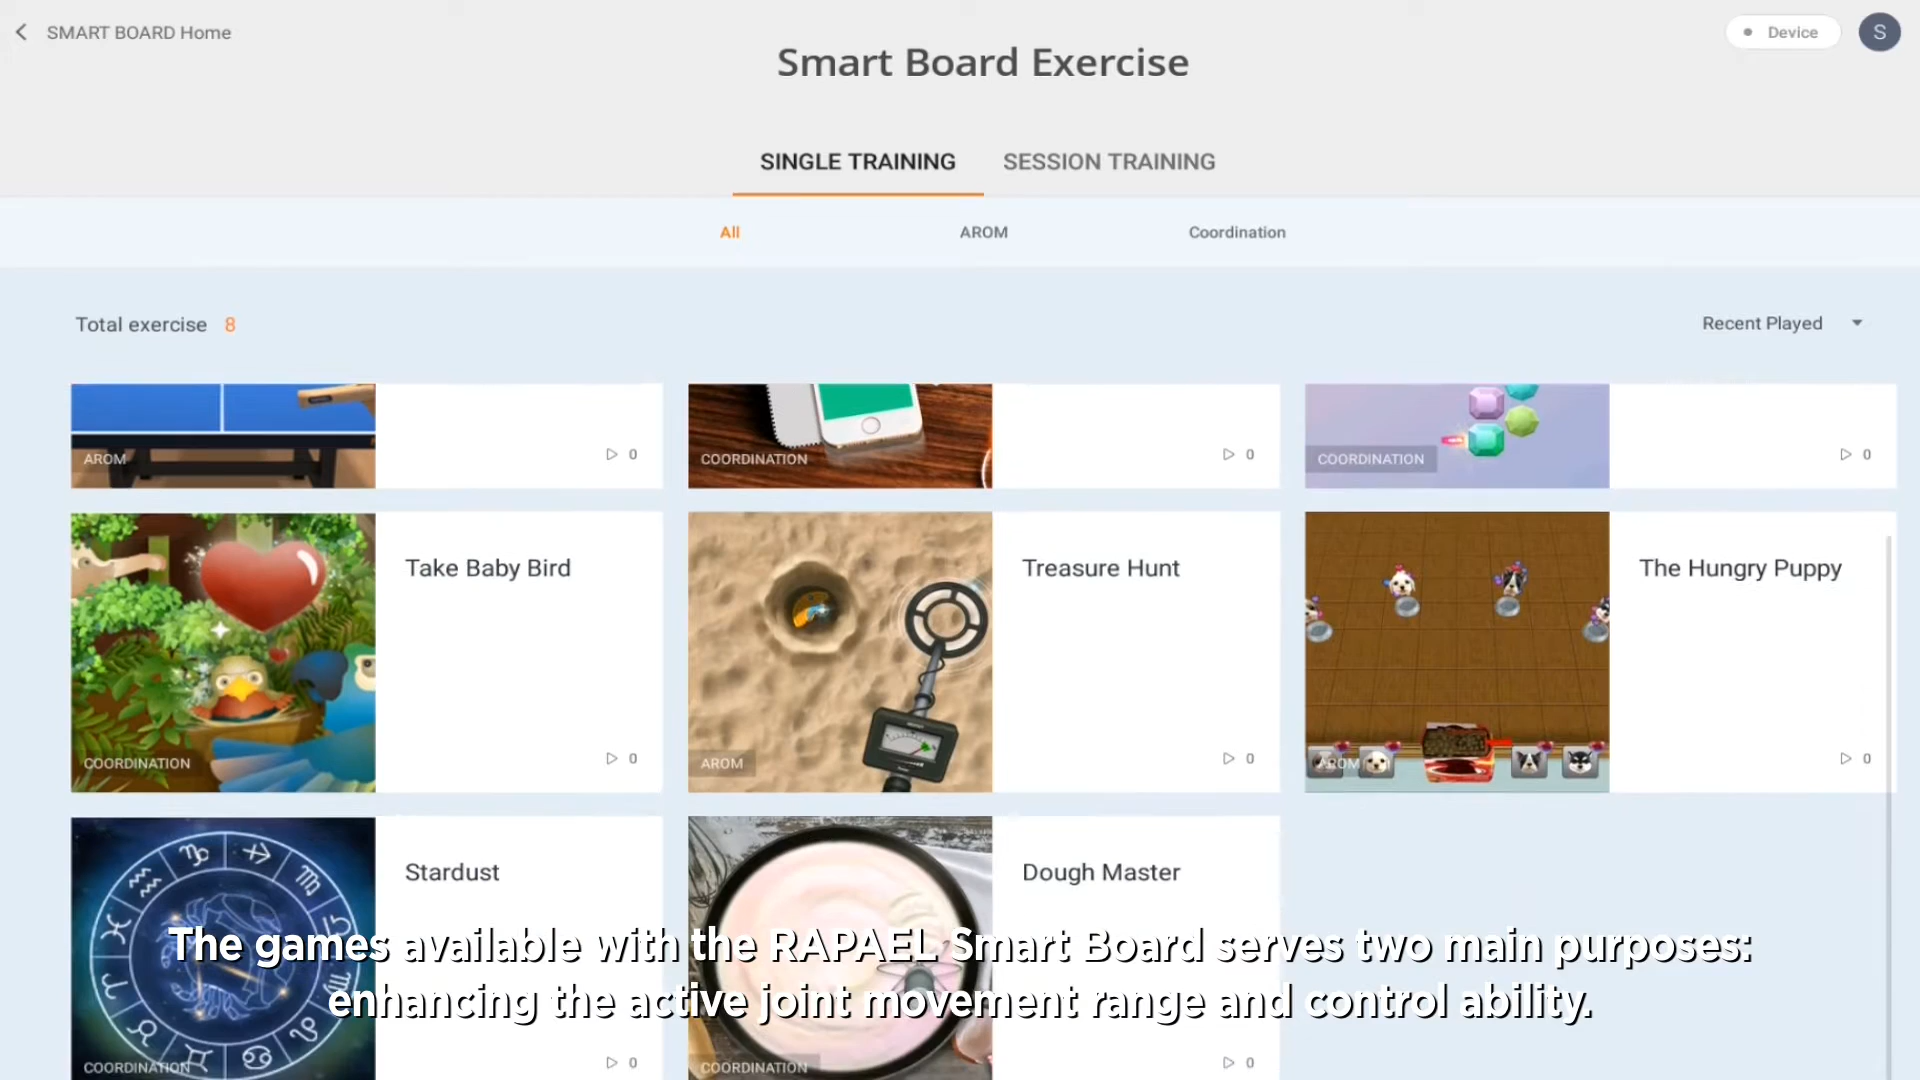 SMART BOARD Home
Device
S
Smart Board Exercise
SINGLE TRAINING
SESSION TRAINING
All
AROM
Coordination
Total exercise 8
Recent Played
AROM
0
COORDINATION
0
COORDINATION
0
Take Baby Bird
COORDINATION
0
Treasure Hunt
AROM
0
The Hungry Puppy
AROM
0
Stardust
COORDINATION
0
Dough Master
COORDINATION
0
The games available with the RAPAEL Smart Board serves two main purposes:
enhancing the active joint movement range and control ability.